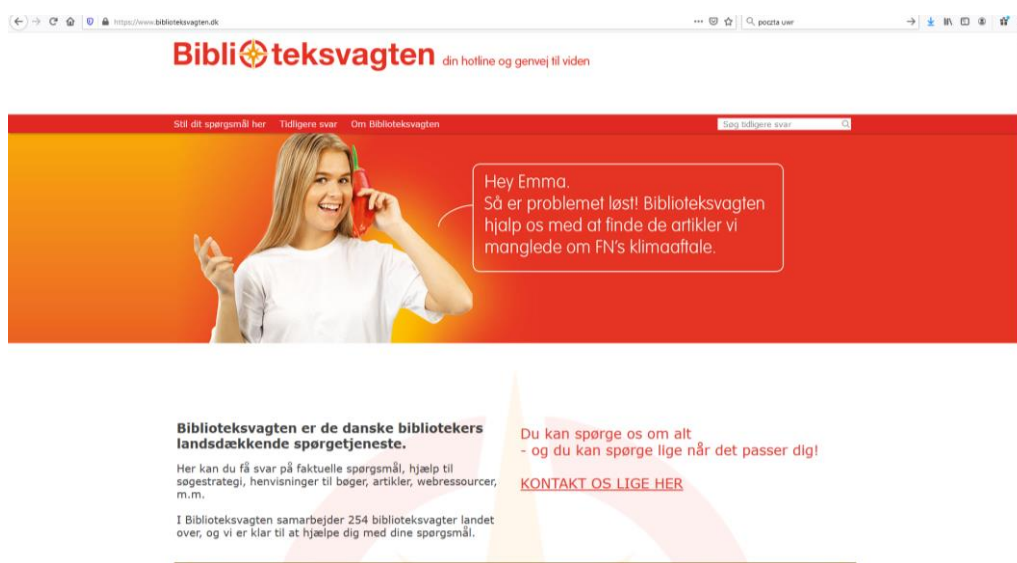 https://www.biblioteksvagten.dk
poczta uwr
Bibli teksvagten din hotline og genvej til viden
Stil dit spørgsmål her Tidligere svar Om Biblioteksvagten
Søg tidligere svar
Hey Emma.
Så er problemet løst! Biblioteksvagten
hjalp os med at finde de artikler vi
manglede om FN's klimaaftale.
Biblioteksvagten er de danske bibliotekers
landsdækkende spørgetjeneste.
Her kan du få svar på faktuelle spørgsmål, hjælp til
søgestrategi, henvisninger til bøger, artikler, webressourcer,
m.m.
I Biblioteksvagten samarbejder 254 biblioteksvagter landet
over, og vi er klar til at hjælpe dig med dine spørgsmål.
Du kan spørge os om alt
- og du kan spørge lige når det passer dig!
KONTAKT OS LIGE HER